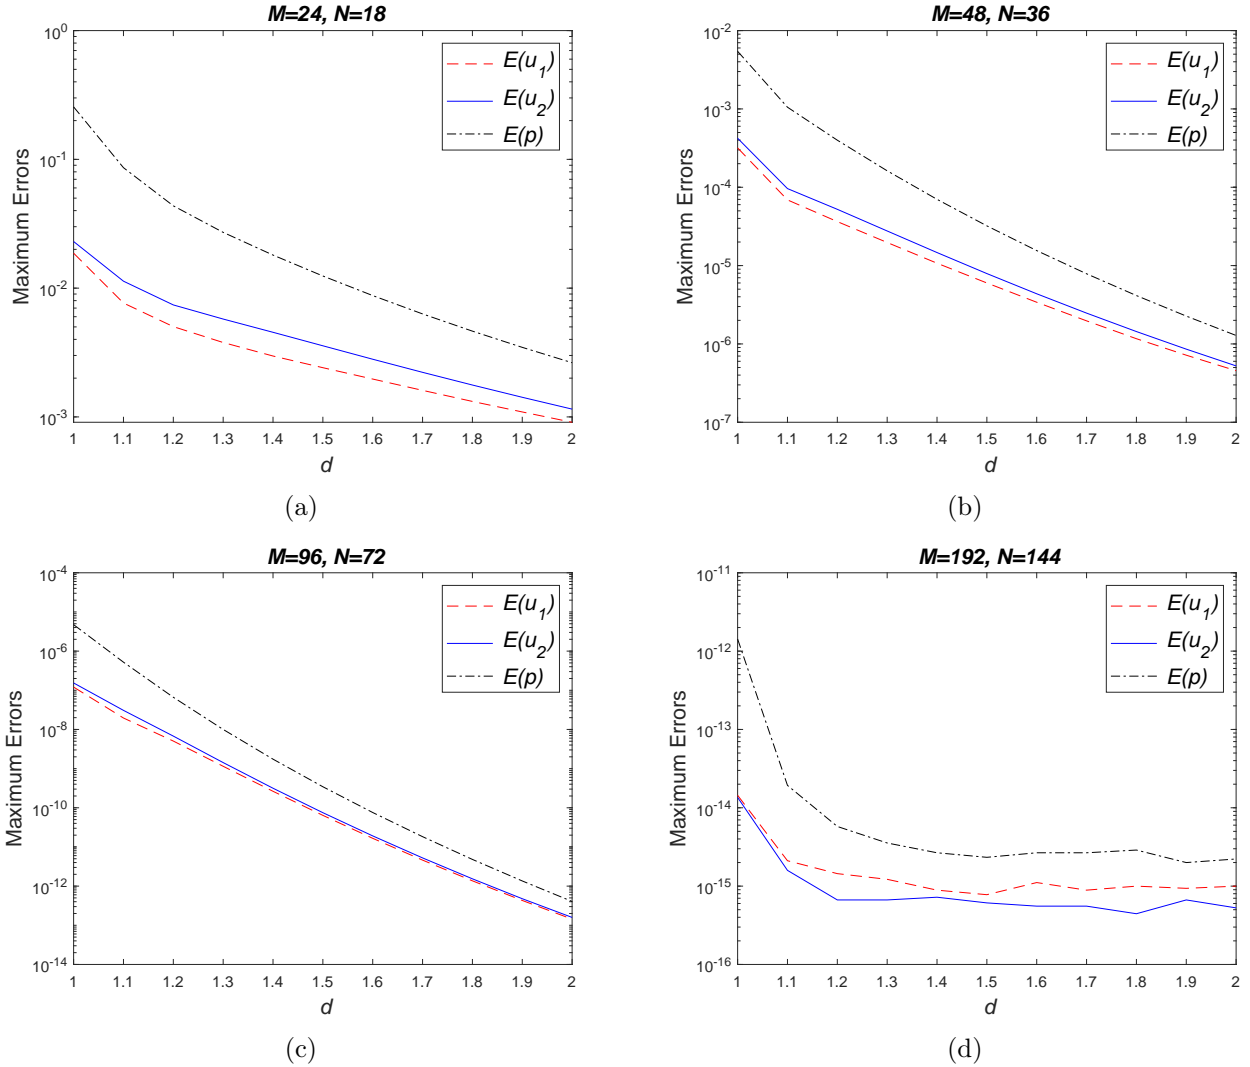 M=24, N=18
10^0
10^-1
10^-2
10^-3
Maximum Errors
1 1.1 1.2 1.3 1.4 1.5 1.6 1.7 1.8 1.9 2
d
E(u_1)
E(u_2)
E(p)
(a)
M=48, N=36
10^-2
10^-3
10^-4
10^-5
10^-6
10^-7
Maximum Errors
1 1.1 1.2 1.3 1.4 1.5 1.6 1.7 1.8 1.9 2
d
E(u_1)
E(u_2)
E(p)
(b)
M=96, N=72
10^-4
10^-6
10^-8
10^-10
10^-12
10^-14
Maximum Errors
1 1.1 1.2 1.3 1.4 1.5 1.6 1.7 1.8 1.9 2
d
E(u_1)
E(u_2)
E(p)
(c)
M=192, N=144
10^-11
10^-12
10^-13
10^-14
10^-15
10^-16
Maximum Errors
1 1.1 1.2 1.3 1.4 1.5 1.6 1.7 1.8 1.9 2
d
E(u_1)
E(u_2)
E(p)
(d)